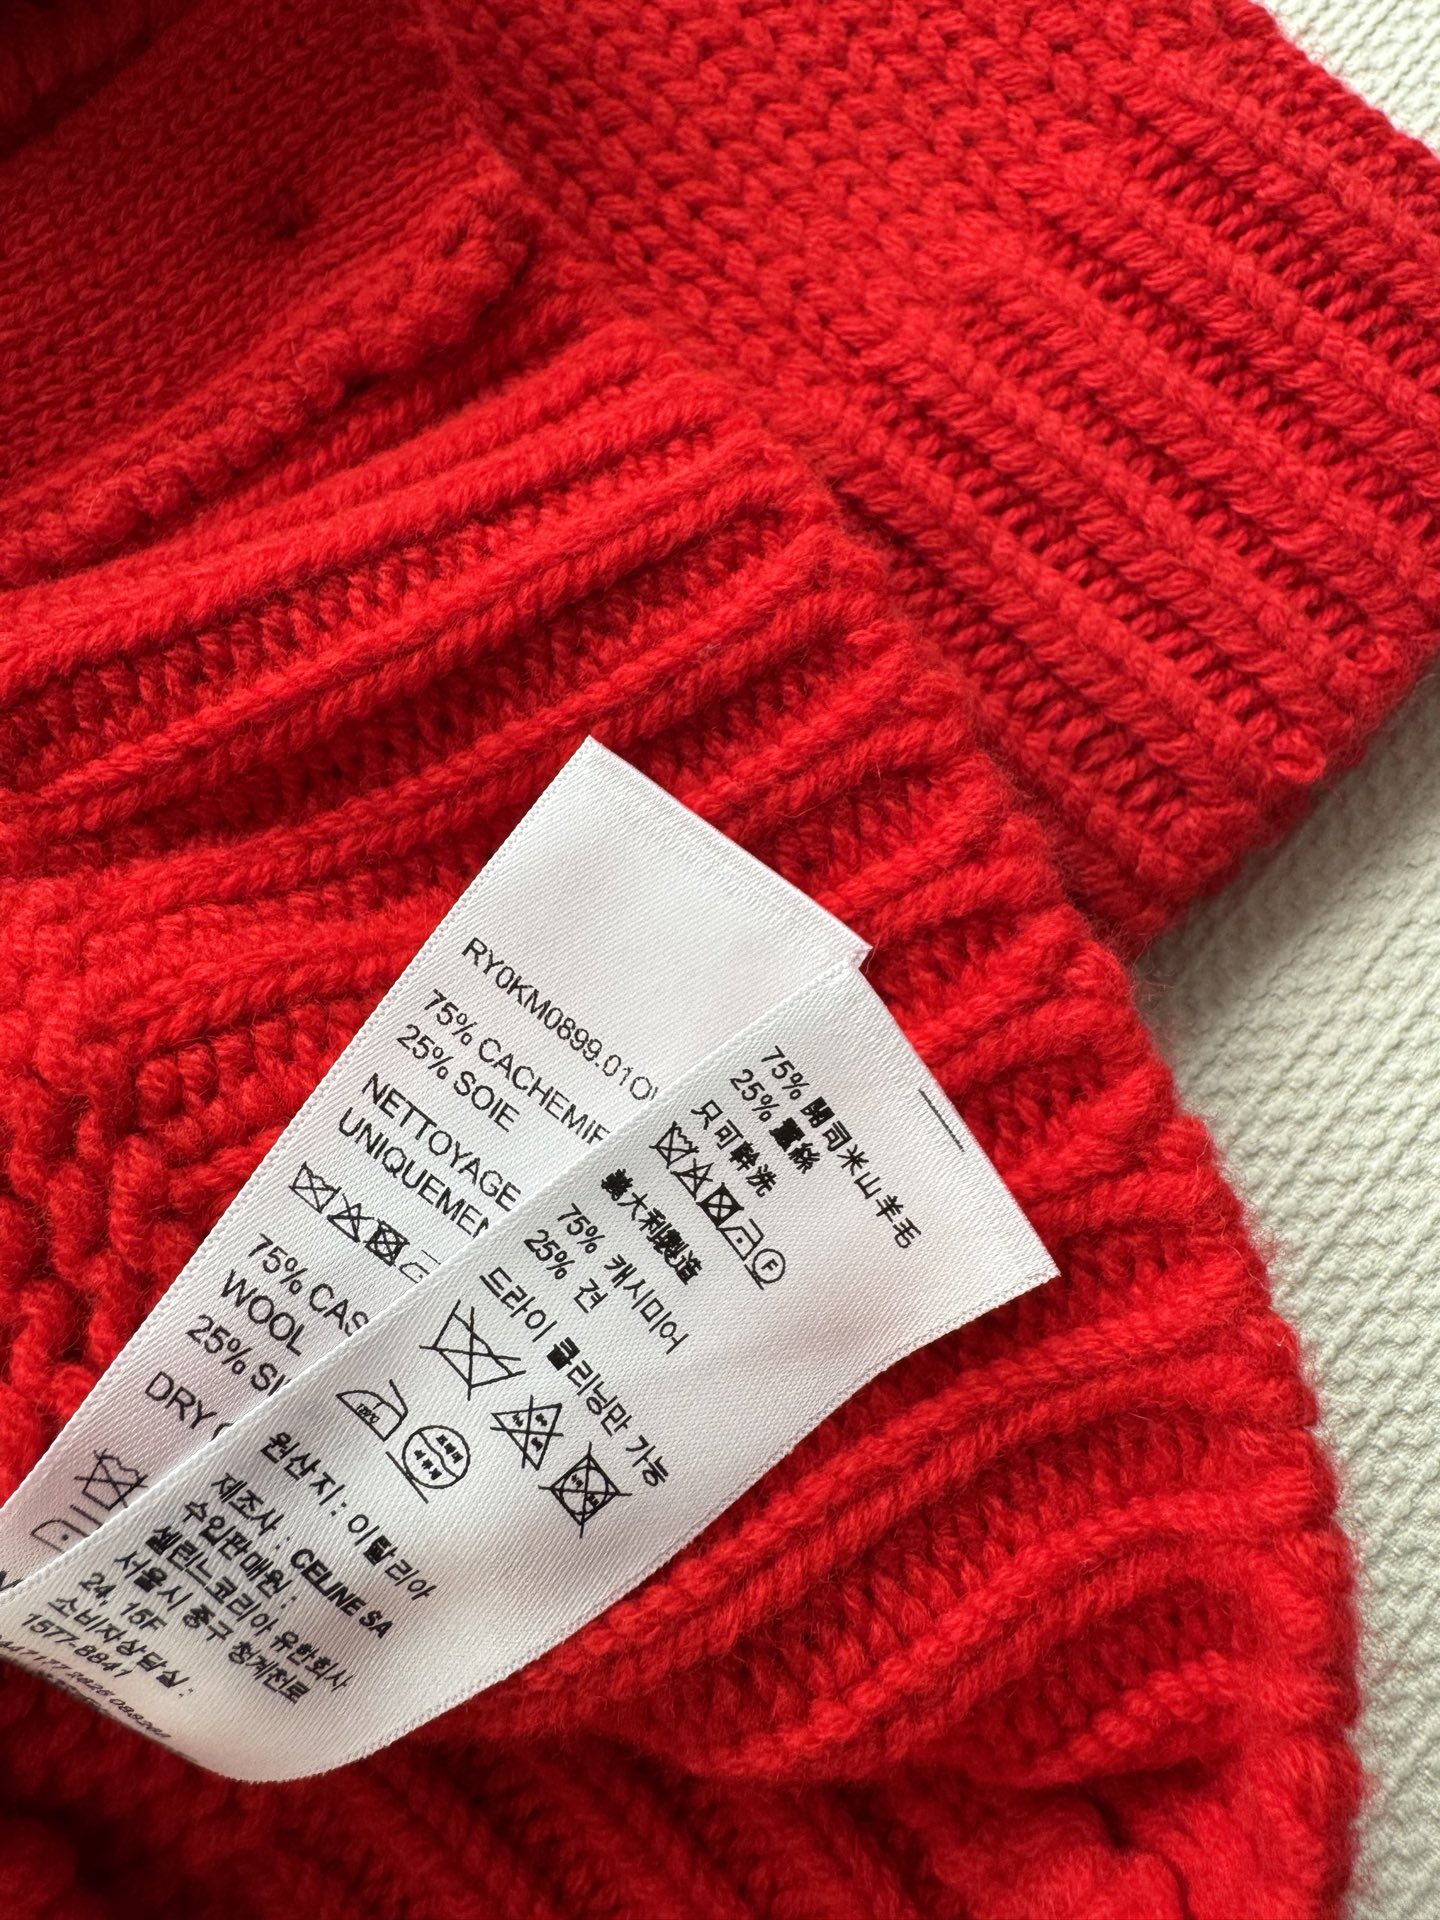 RY0KM0899.01
75% CACHEMIR
25% SOIE
NETTOYAGE
UNIQUEMEN
75% CAS
WOOL
25% SI
DRY
75% 開司米山羊毛
25% 蠶絲
只可幹洗
F
義大利製造
75% 캐시미어
25% 견
드라이 클리닝만 가능
120℃
원산지 : 이탈리아
제조사 : CELINE SA
수입판매원 :
셀린느코리아 유한회사
서울시 중구 청계천로
24, 15F
소비자상담실 :
1577-8841